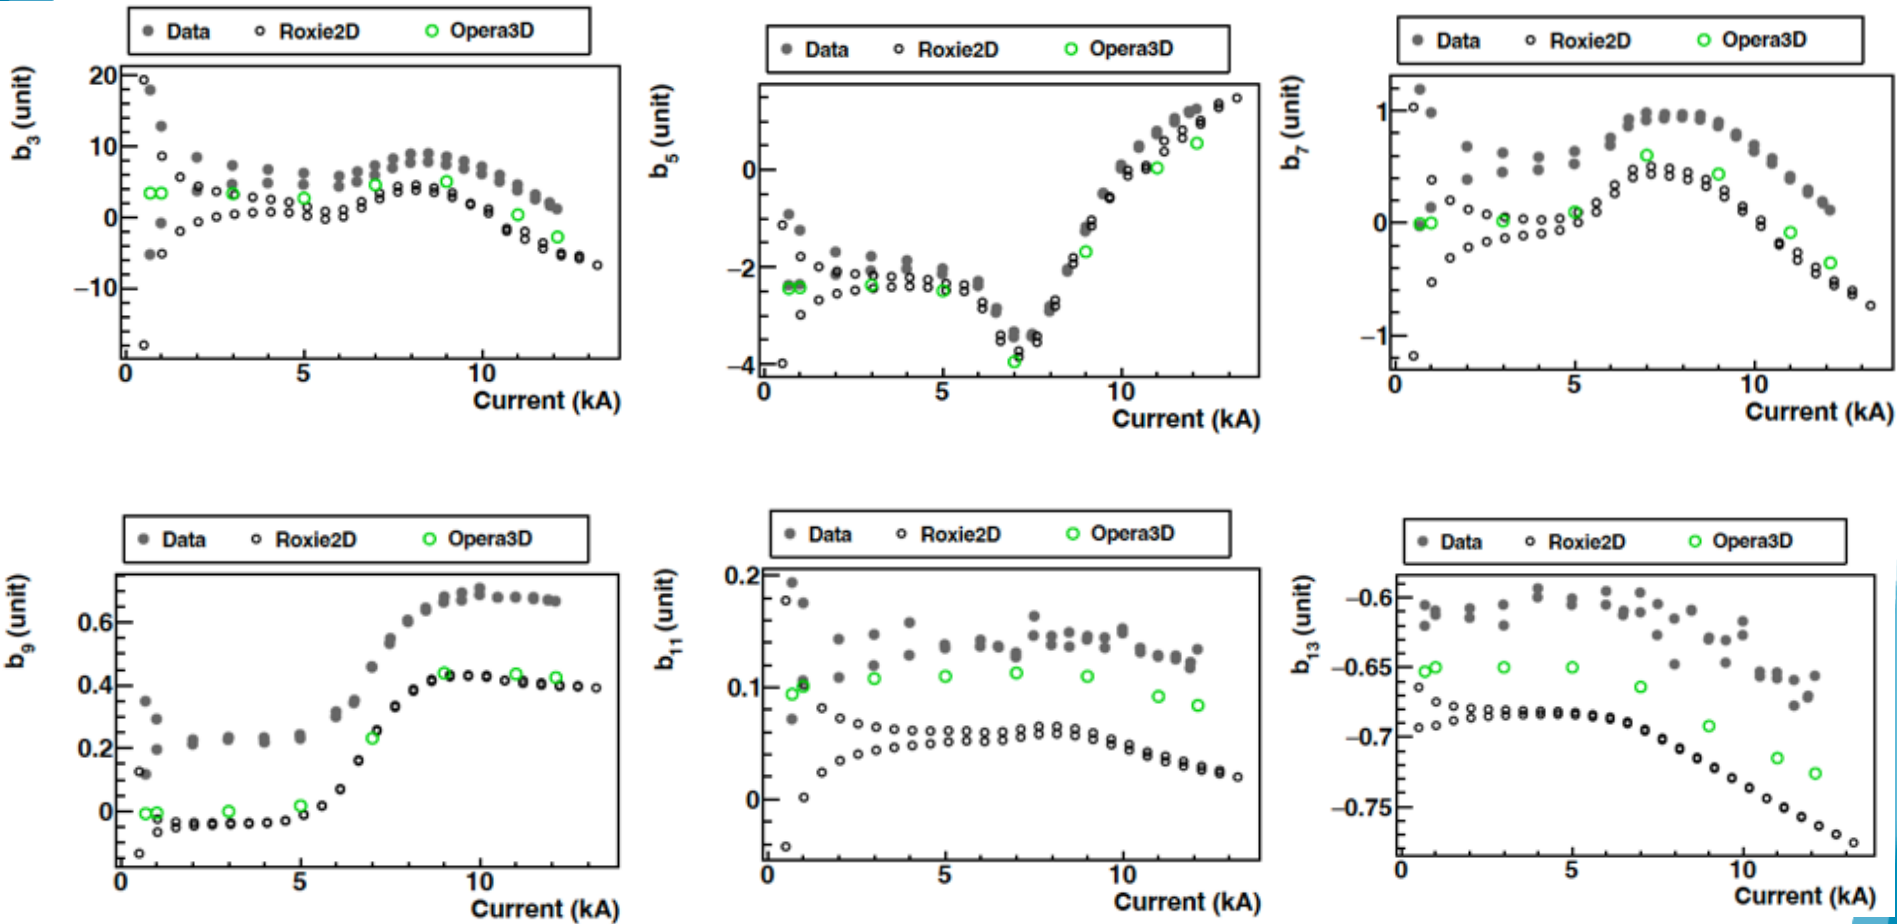 Data Roxie2D Opera3D
b3 (unit)
20
10
0
−10
0 5 10
Current (kA)
Data Roxie2D Opera3D
b5 (unit)
0
−2
−4
0 5 10
Current (kA)
Data Roxie2D Opera3D
b7 (unit)
1
0
−1
0 5 10
Current (kA)
Data Roxie2D Opera3D
b9 (unit)
0.6
0.4
0.2
0
0 5 10
Current (kA)
Data Roxie2D Opera3D
b11 (unit)
0.2
0.1
0
0 5 10
Current (kA)
Data Roxie2D Opera3D
b13 (unit)
−0.6
−0.65
−0.7
−0.75
0 5 10
Current (kA)